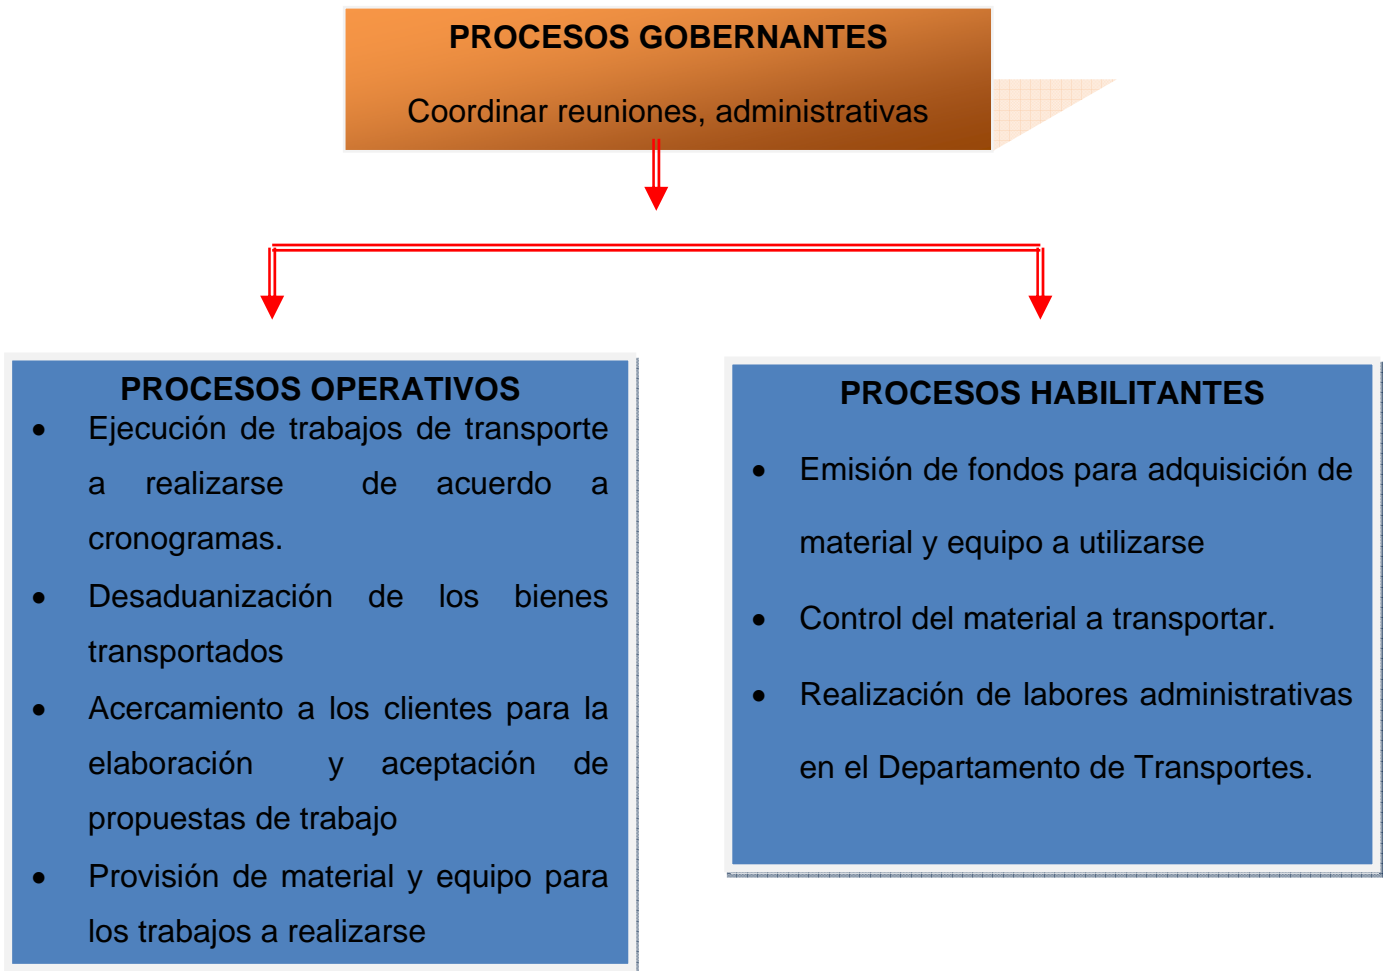 PROCESOS GOBERNANTES
Coordinar reuniones, administrativas
PROCESOS OPERATIVOS
• Ejecución de trabajos de transporte
a realizarse de acuerdo a
cronogramas.
• Desaduanización de los bienes
transportados
• Acercamiento a los clientes para la
elaboración y aceptación de
propuestas de trabajo
• Provisión de material y equipo para
los trabajos a realizarse
PROCESOS HABILITANTES
• Emisión de fondos para adquisición de
material y equipo a utilizarse
• Control del material a transportar.
• Realización de labores administrativas
en el Departamento de Transportes.